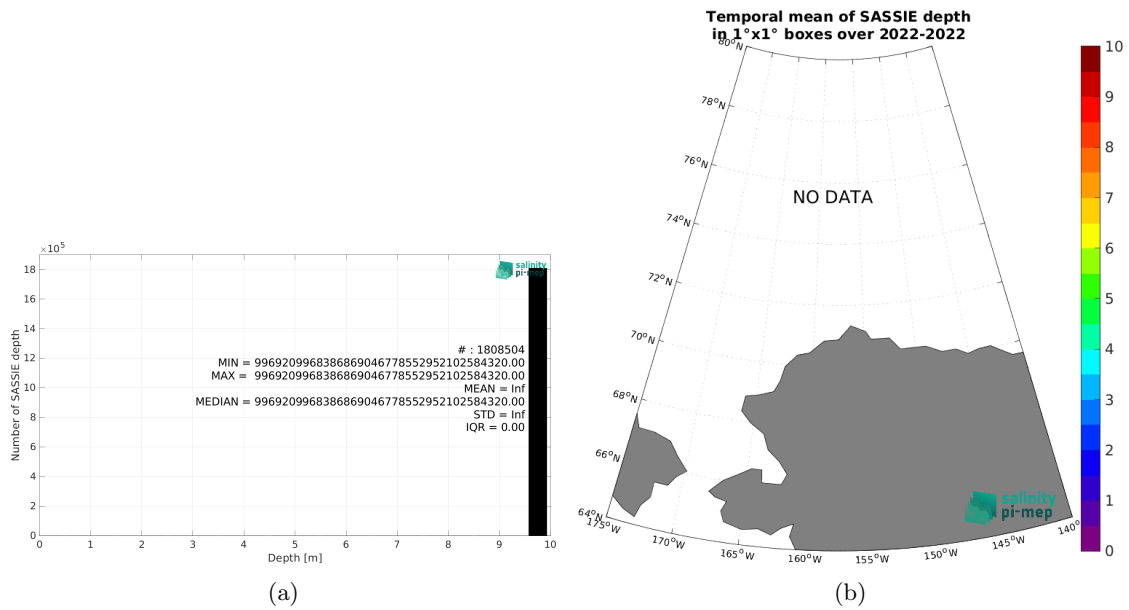 ×10⁵
18
16
14
12
10
8
6
4
2
0
Number of SASSIE depth
salinity
pi-mep
# : 1808504
MIN = 9969209968386869046778552952102584320.00
MAX = 9969209968386869046778552952102584320.00
MEAN = Inf
MEDIAN = 9969209968386869046778552952102584320.00
STD = Inf
IQR = 0.00
0 1 2 3 4 5 6 7 8 9 10
Depth [m]
(a)
Temporal mean of SASSIE depth
in 1°x1° boxes over 2022-2022
80°N
78°N
76°N
74°N
72°N
70°N
68°N
66°N
64°N
NO DATA
175°W 170°W 165°W 160°W 155°W 150°W 145°W 140°
salinity
pi-mep
10
9
8
7
6
5
4
3
2
1
0
(b)